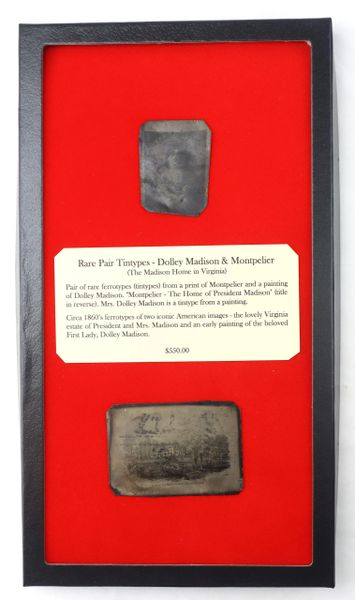 Rare Pair Tintypes - Dolley Madison & Montpelier
(The Madison Home in Virginia)
Pair of rare ferrotypes (tintypes) from a print of Montpelier and a painting
of Dolley Madison. "Montpelier - The Home of President Madison" (title
in reverse). Mrs. Dolley Madison is a tintype from a painting.
Circa 1860's ferrotypes of two iconic American images - the lovely Virginia
estate of President and Mrs. Madison and an early painting of the beloved
First Lady, Dolley Madison.
$550.00